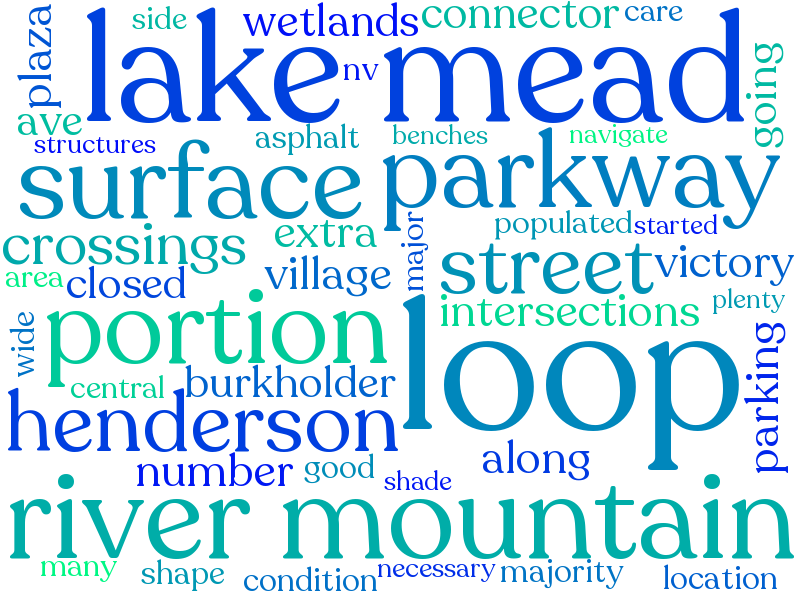 plaza
side
wetlands
connector
care
lake mead
nv
going
ave
structures
asphalt
benches
navigate
surface
parkway
crossings
extra
major
populated
started
area
closed
village
street
victory
wide
portion
loop
intersections
plenty
central
burkholder
parking
henderson
number
good
shade
along
river mountain
many
shape
condition
necessary
majority
location